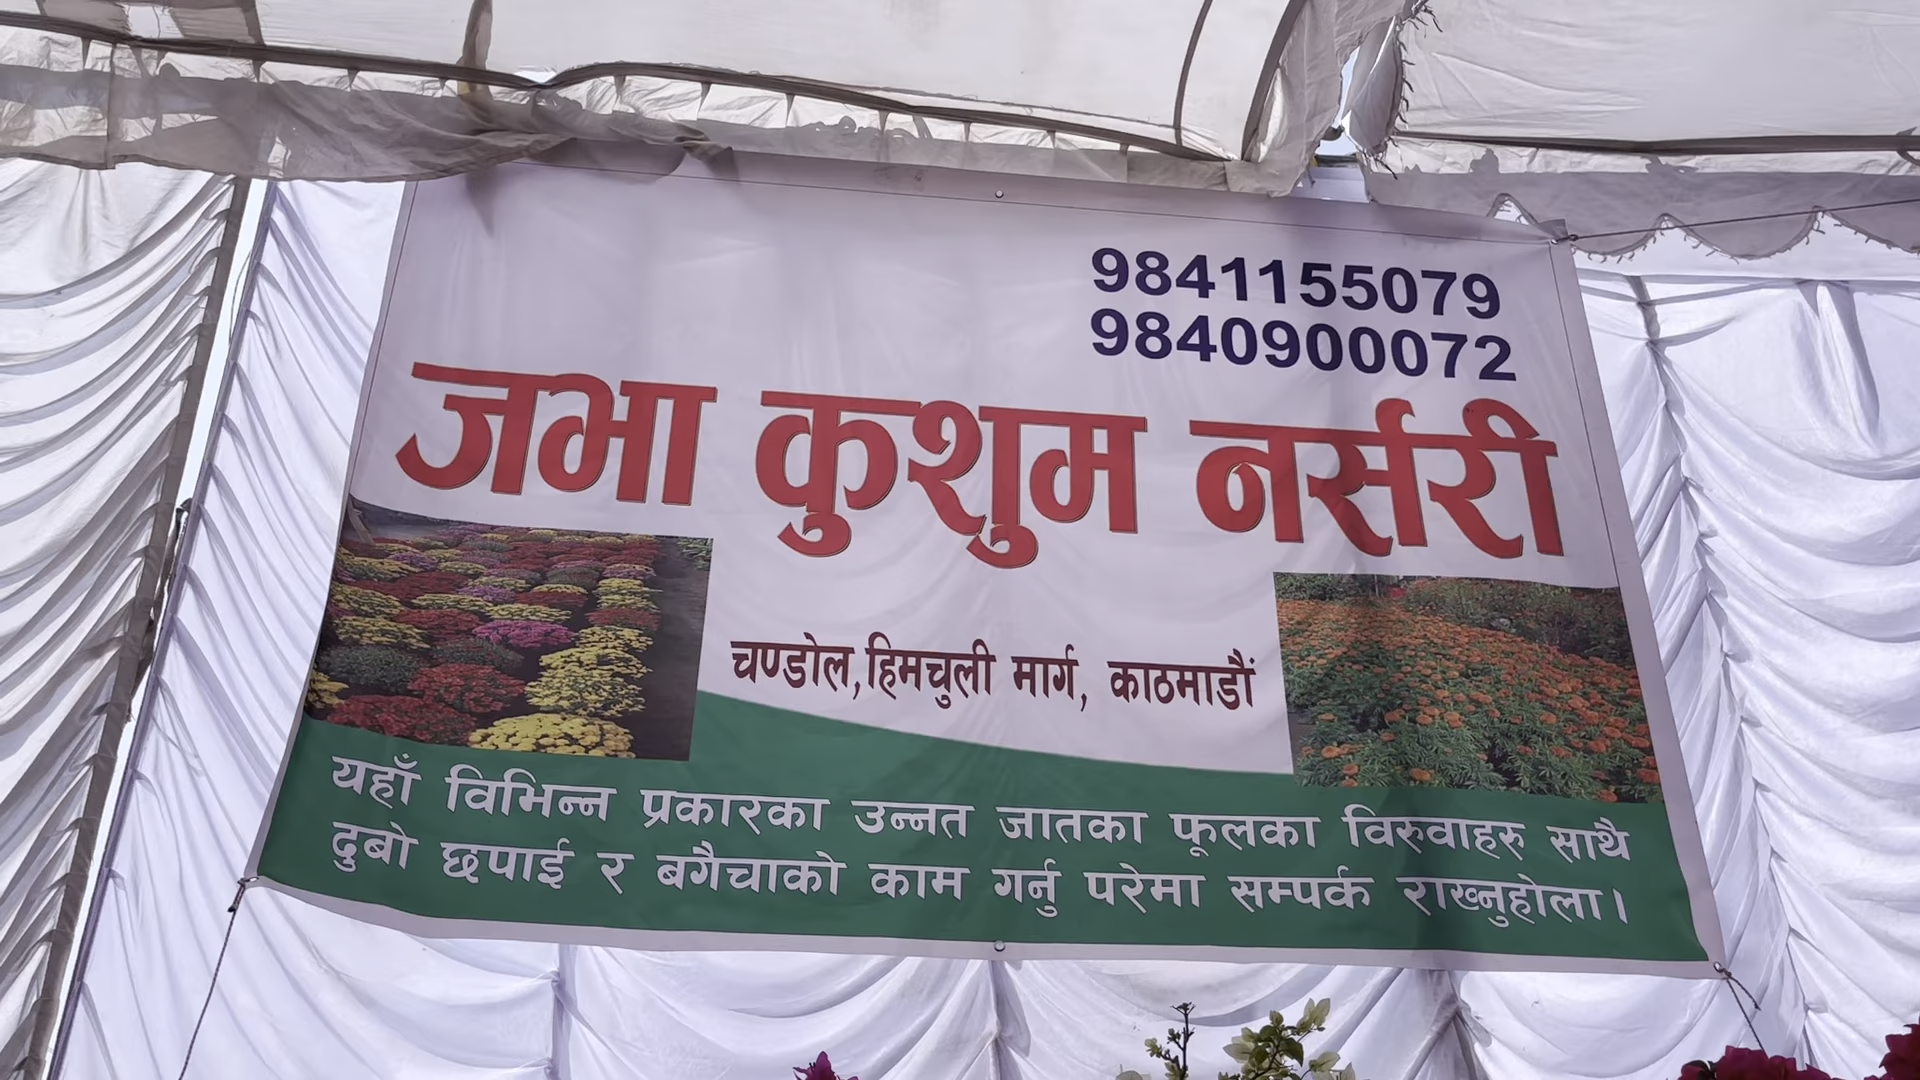 9841155079
9840900072
जभा कुशुम नर्सरी
चण्डोल,हिमचुली मार्ग, काठमाडौं
यहाँ विभिन्न प्रकारका उन्नत जातका फूलका विरुवाहरु साथै
दुबो छपाई र बगैचाको काम गर्नु परेमा सम्पर्क राख्नुहोला।